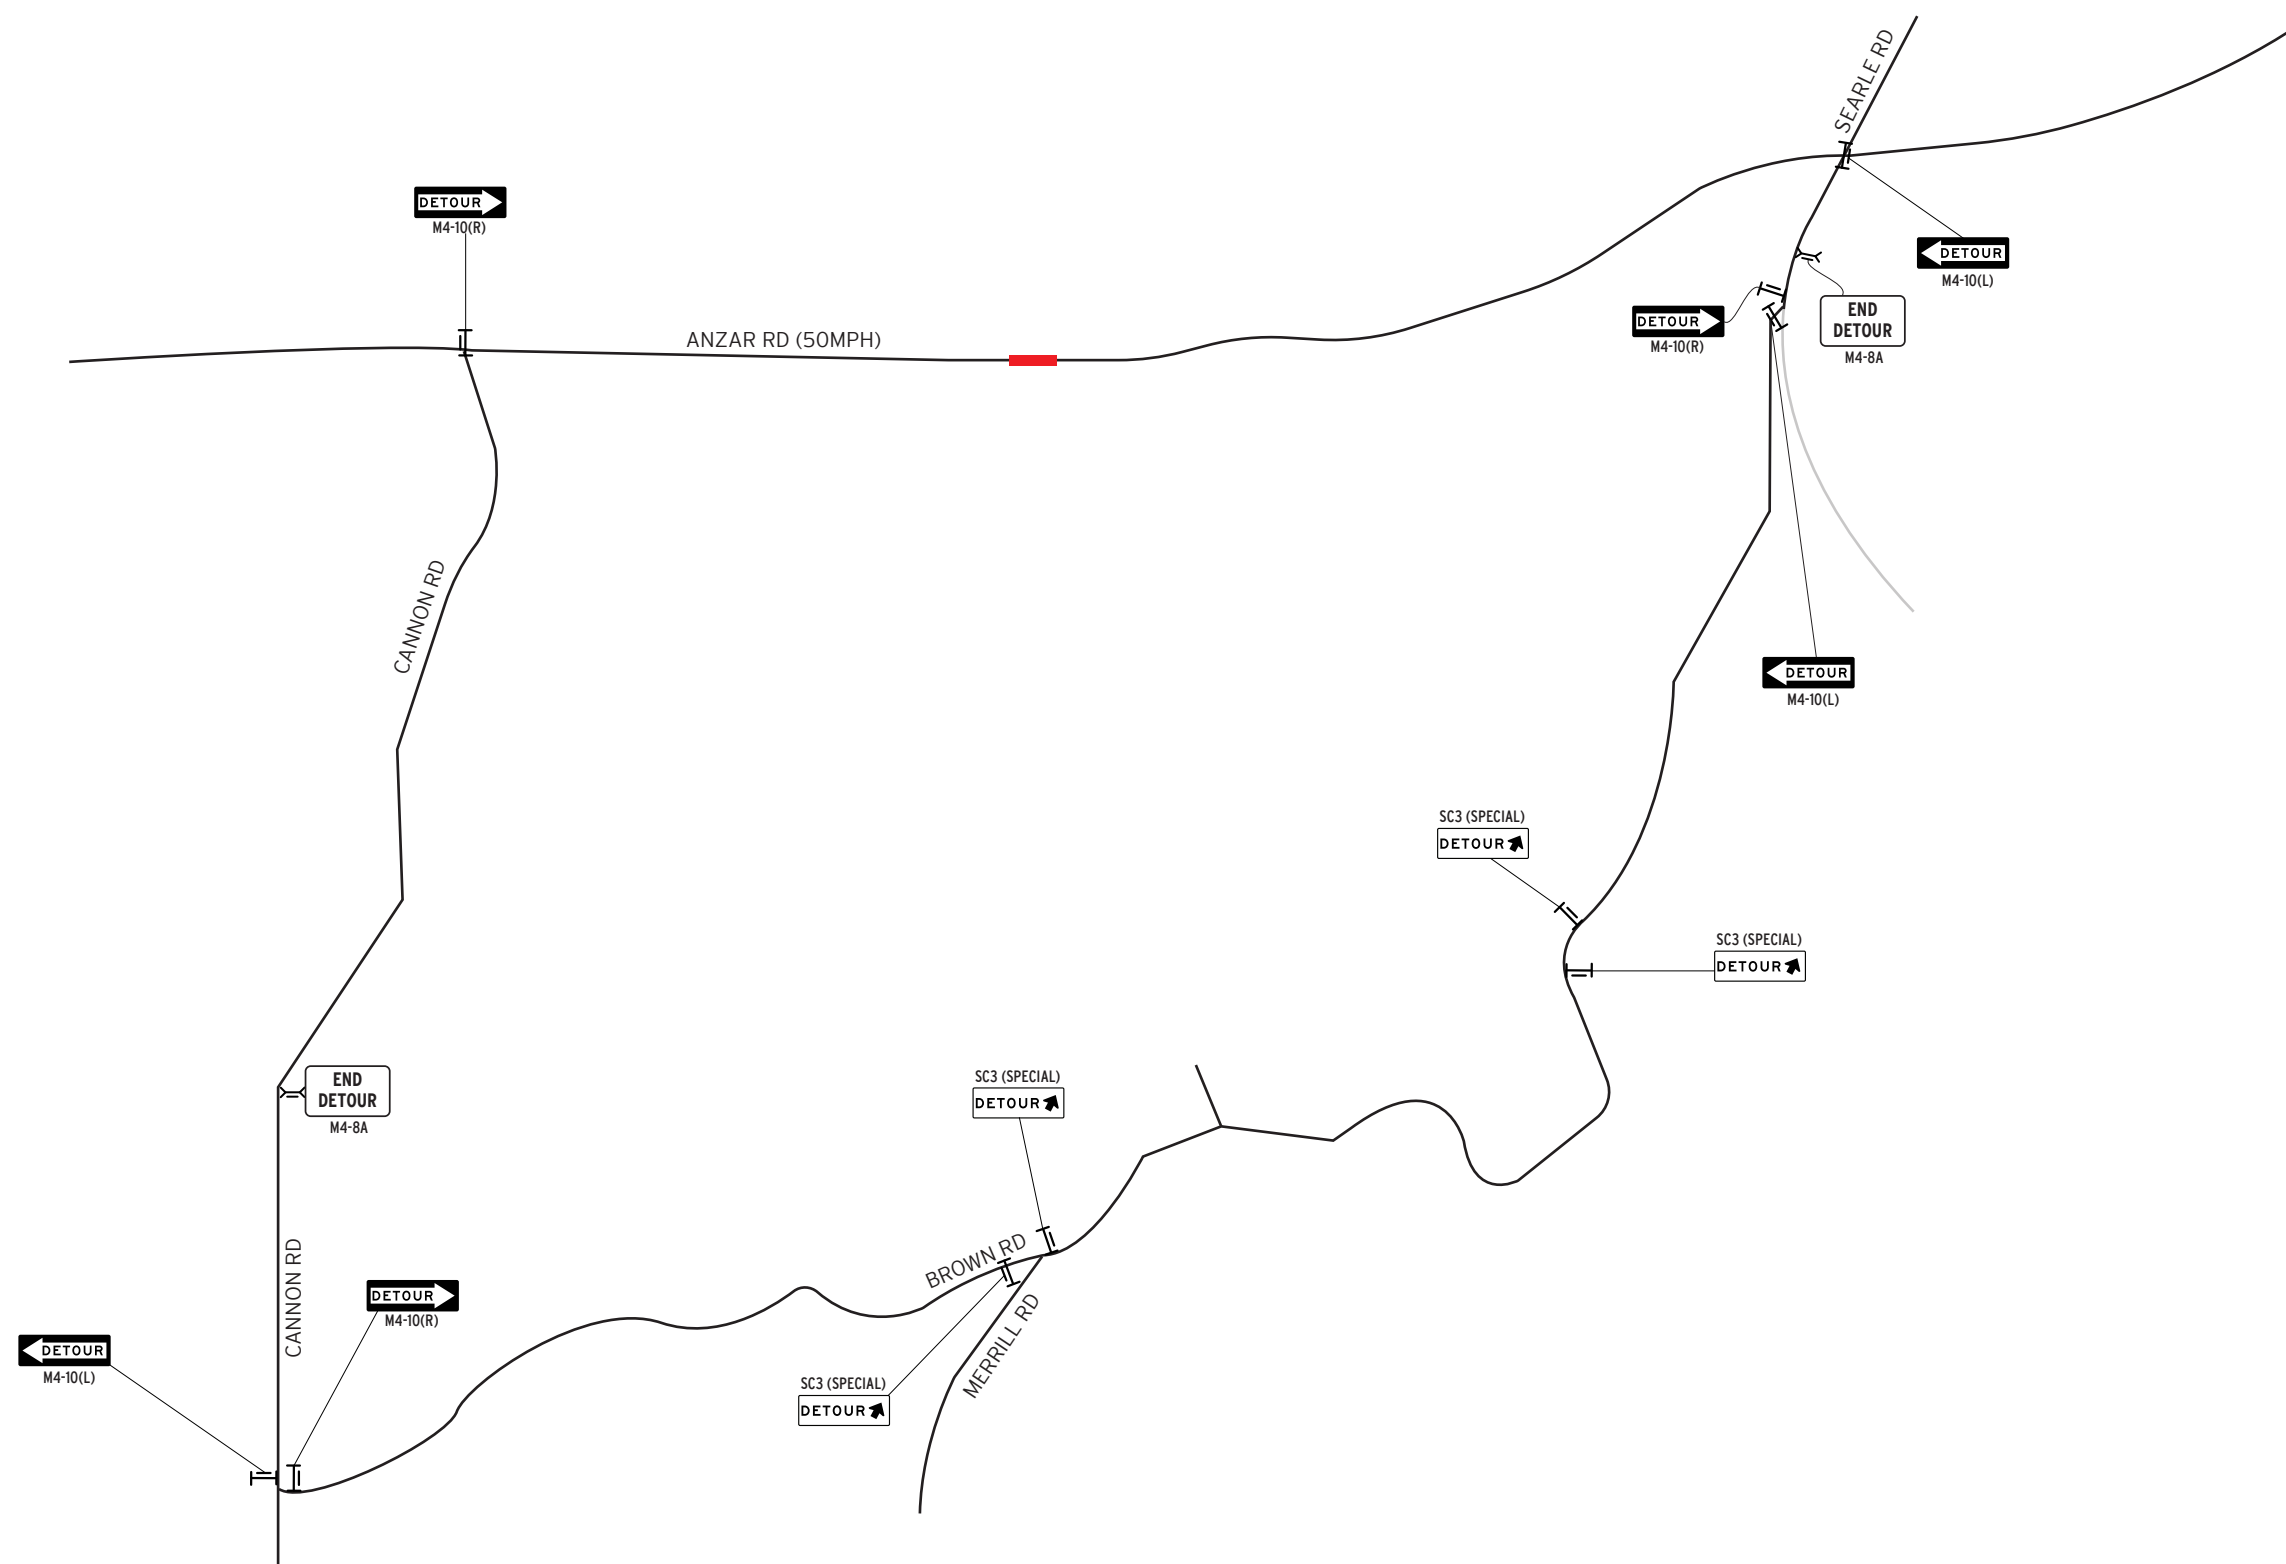 SEARLE RD
DETOUR
M4-10(R)
DETOUR
M4-10(L)
ANZAR RD (50MPH)
DETOUR
M4-10(R)
END
DETOUR
M4-8A
CANNON RD
DETOUR
M4-10(L)
SC3 (SPECIAL)
DETOUR
SC3 (SPECIAL)
DETOUR
SC3 (SPECIAL)
DETOUR
END
DETOUR
M4-8A
CANNON RD
BROWN RD
DETOUR
M4-10(R)
MERRILL RD
DETOUR
M4-10(L)
SC3 (SPECIAL)
DETOUR